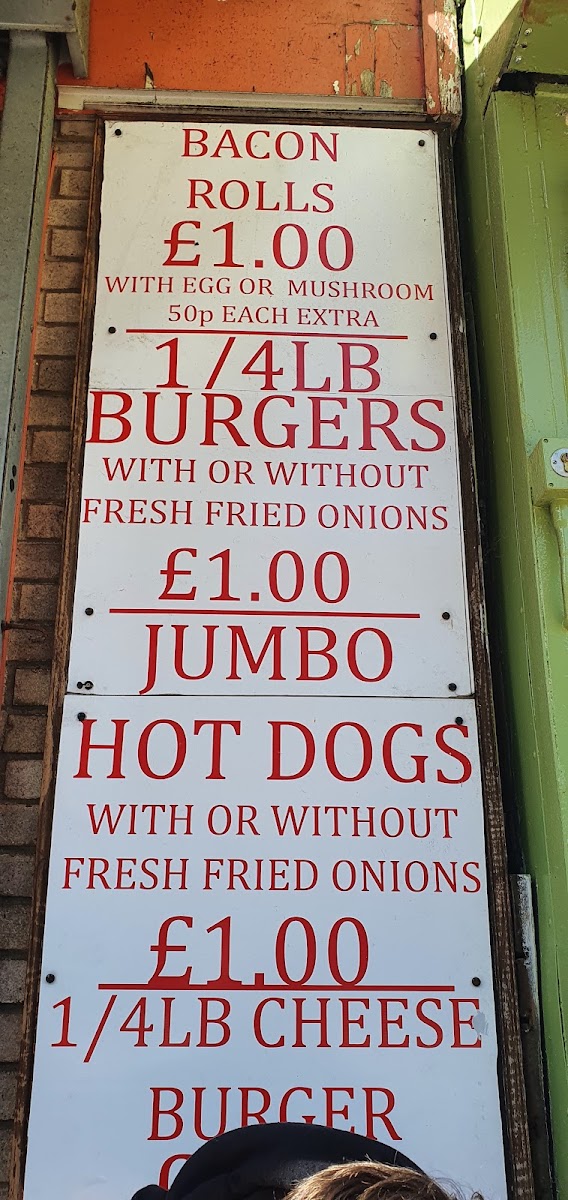 BACON
ROLLS
£1.00
WITH EGG OR MUSHROOM
50p EACH EXTRA
1/4LB
BURGERS
WITH OR WITHOUT
FRESH FRIED ONIONS
£1.00
JUMBO
HOT DOGS
WITH OR WITHOUT
FRESH FRIED ONIONS
£1.00
1/4LB CHEESE
BURGER